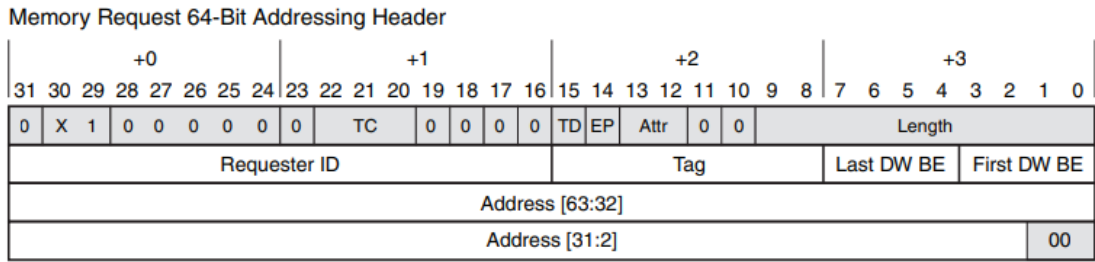 Memory Request 64-Bit Addressing Header
+0 +1 +2 +3
31 30 29 28 27 26 25 24 23 22 21 20 19 18 17 16 15 14 13 12 11 10 9 8 7 6 5 4 3 2 1 0
0 X 1 0 0 0 0 0 0 TC 0 0 0 0 TD EP Attr 0 0 Length
Requester ID Tag Last DW BE First DW BE
Address [63:32]
Address [31:2] 00